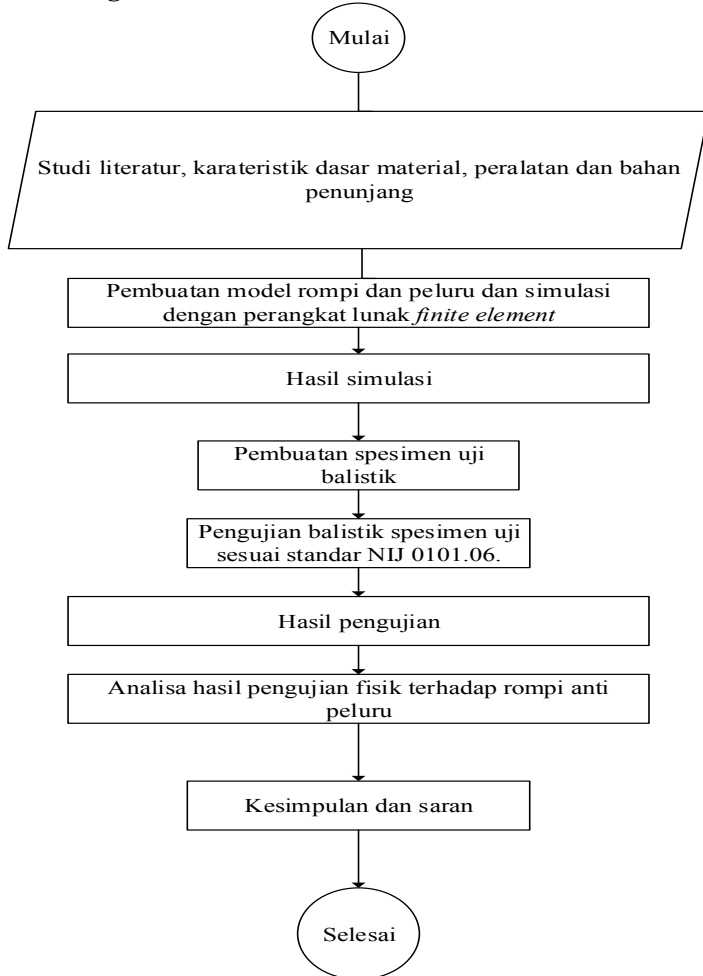 Mulai
Studi literatur, karateristik dasar material, peralatan dan bahan
penunjang
Pembuatan model rompi dan peluru dan simulasi
dengan perangkat lunak finite element
Hasil simulasi
Pembuatan spesimen uji
balistik
Pengujian balistik spesimen uji
sesuai standar NIJ 0101.06.
Hasil pengujian
Analisa hasil pengujian fisik terhadap rompi anti
peluru
Kesimpulan dan saran
Selesai